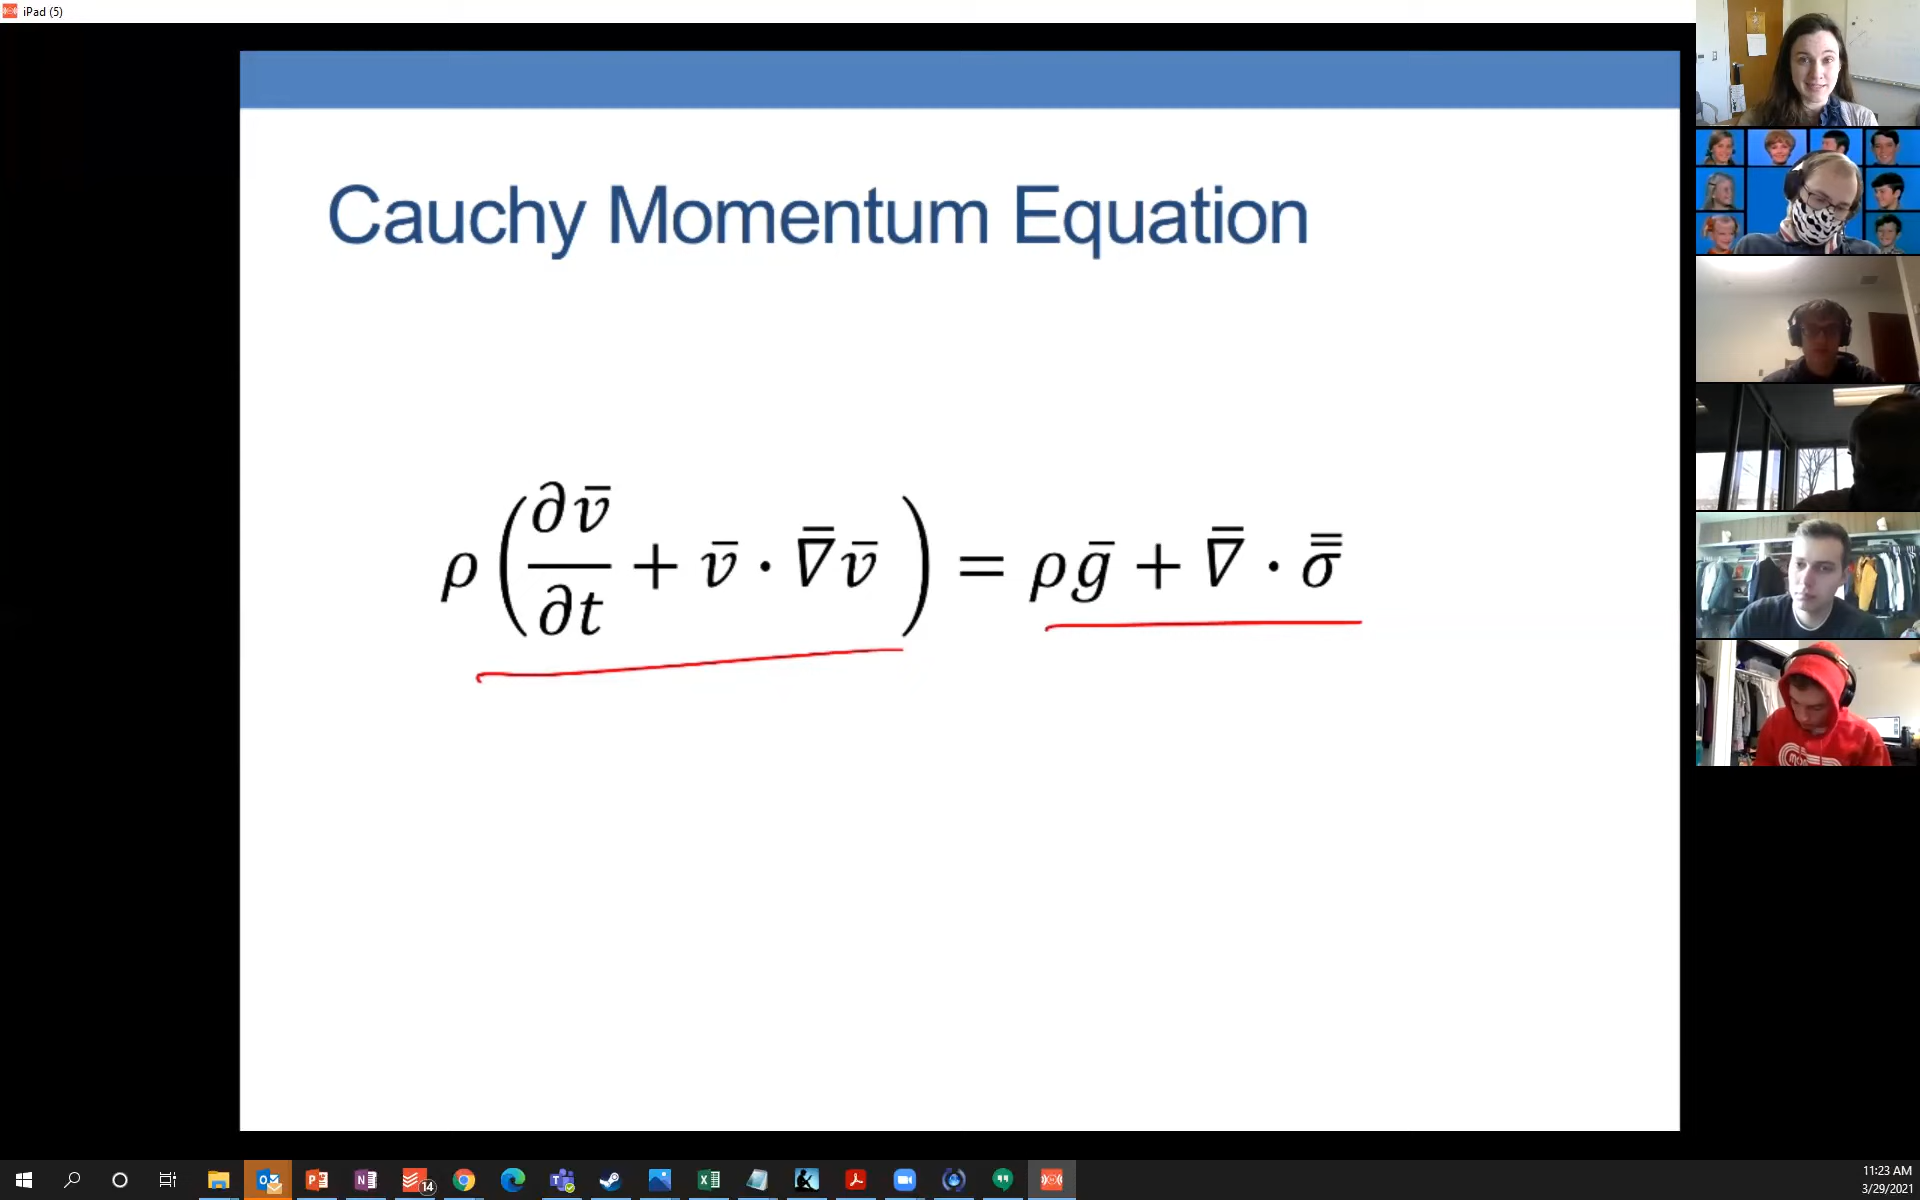 iPad (5)
Cauchy Momentum Equation
ρ(∂v̄/∂t + v̄ · ∇̿v̄) = ρḡ + ∇̿ · σ̿̄
14
11:23 AM
3/29/2021